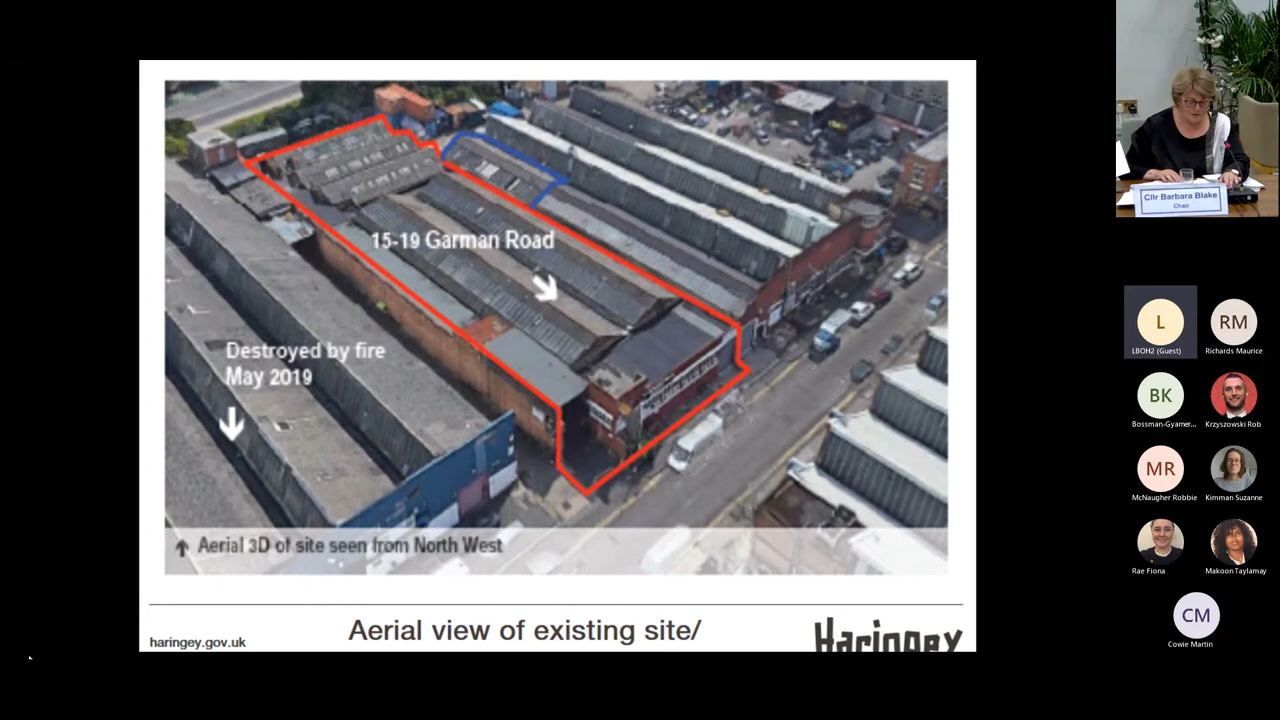 15-19 Garman Road
Destroyed by fire
May 2019
Aerial 3D of site seen from North West
haringey.gov.uk
Aerial view of existing site/
Haringey
Cllr Barbara Blake
Chair
L
LBOH2 (Guest)
RM
Richards Maurice
BK
Bossman-Gyamer...
Krzyszowski Rob
MR
McNaugher Robbie
Kimman Suzanne
Rae Fiona
Makoon Taylamay
CM
Cowie Martin